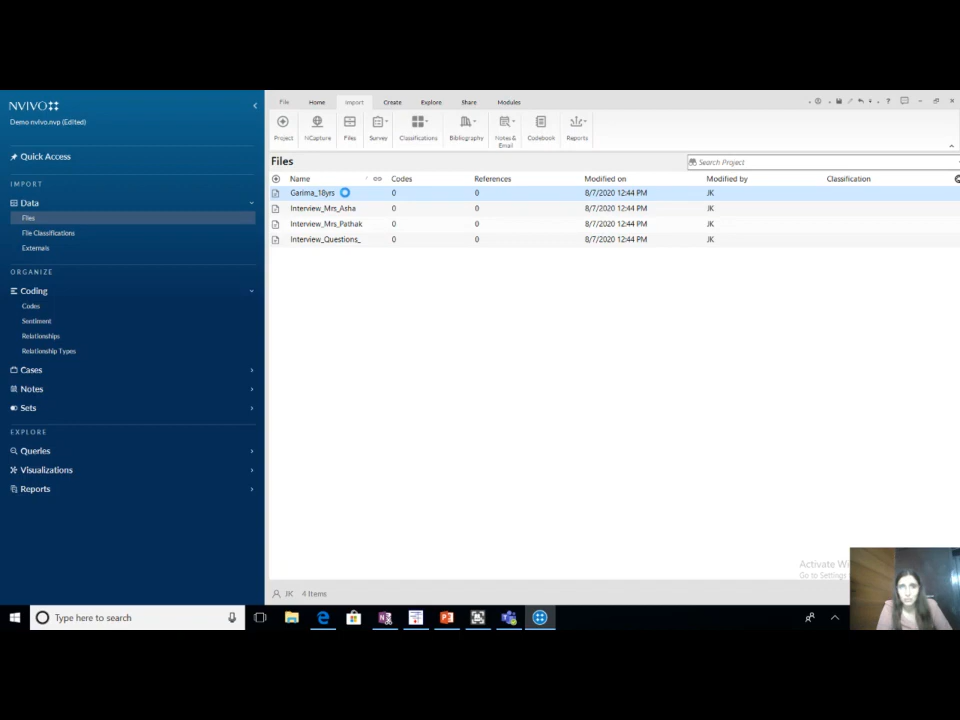 NVIVO
Demo nvivo.nvp (Edited)
Quick Access
IMPORT
Data
Files
File Classifications
Externals
ORGANIZE
Coding
Codes
Sentiment
Relationships
Relationship Types
Cases
Notes
Sets
EXPLORE
Queries
Visualizations
Reports
File Home Import Create Explore Share Modules
Project NCapture Files Survey Classifications Bibliography Notes & Email Codebook Reports
Files
Search Project
Name Codes References Modified on Modified by Classification
Garima_18yrs 0 0 8/7/2020 12:44 PM JK
Interview_Mrs_Asha 0 0 8/7/2020 12:44 PM JK
Interview_Mrs_Pathak 0 0 8/7/2020 12:44 PM JK
Interview_Questions_ 0 0 8/7/2020 12:44 PM JK
Activate Wi
Go to Settings
JK 4 Items
Type here to search